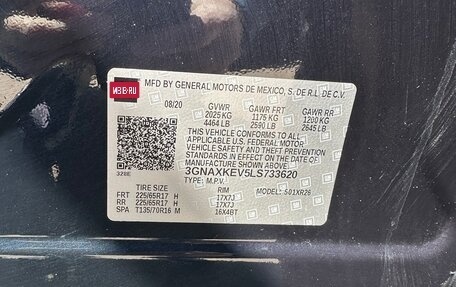 MFD BY GENERAL MOTORS DE MEXICO, S. DE R.L. DE C.V.
08/20 GVWR GAWR FRT GAWR RR
2025 KG 1175 KG 1200 KG
4464 LB 2590 LB 2645 LB
THIS VEHICLE CONFORMS TO ALL APPLICABLE
U.S. FEDERAL MOTOR VEHICLE SAFETY, BUMPER,
AND THEFT PREVENTION STANDARDS IN EFFECT
ON THE DATE OF MANUFACTURE SHOWN ABOVE.
3GNAXKEV5LS733620
TYPE: M.P.V. MODEL: S01XR26
TIRE SIZE RIM
FRT 225/65R17 H 17X7J
RR 225/65R17 H 17X7J
SPA T135/70R16 M 16X4BT